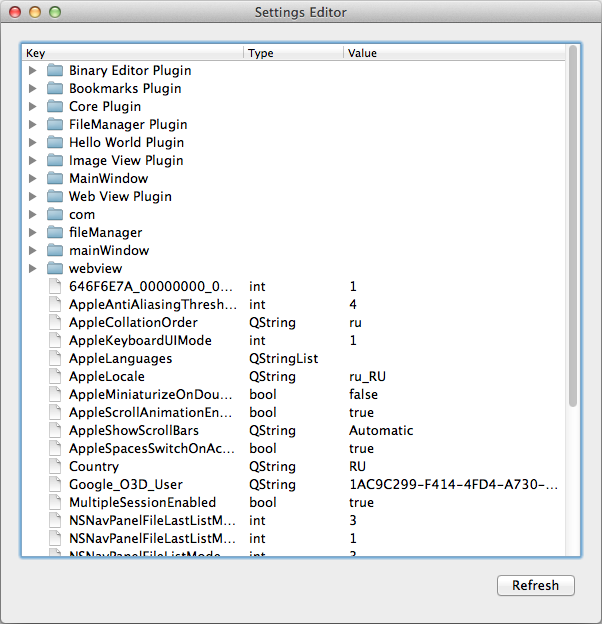 Settings Editor
Key Type Value
Binary Editor Plugin
Bookmarks Plugin
Core Plugin
FileManager Plugin
Hello World Plugin
Image View Plugin
MainWindow
Web View Plugin
com
fileManager
mainWindow
webview
646F6E7A_00000000_0... int 1
AppleAntiAliasingThresh... int 4
AppleCollationOrder QString ru
AppleKeyboardUIMode int 1
AppleLanguages QStringList
AppleLocale QString ru_RU
AppleMiniaturizeOnDou... bool false
AppleScrollAnimationEn... bool true
AppleShowScrollBars QString Automatic
AppleSpacesSwitchOnAc... bool true
Country QString RU
Google_O3D_User QString 1AC9C299-F414-4FD4-A730-...
MultipleSessionEnabled bool true
NSNavPanelFileLastListM... int 3
NSNavPanelFileLastListM... int 1
NSNavPanelFileListMode int 3
Refresh